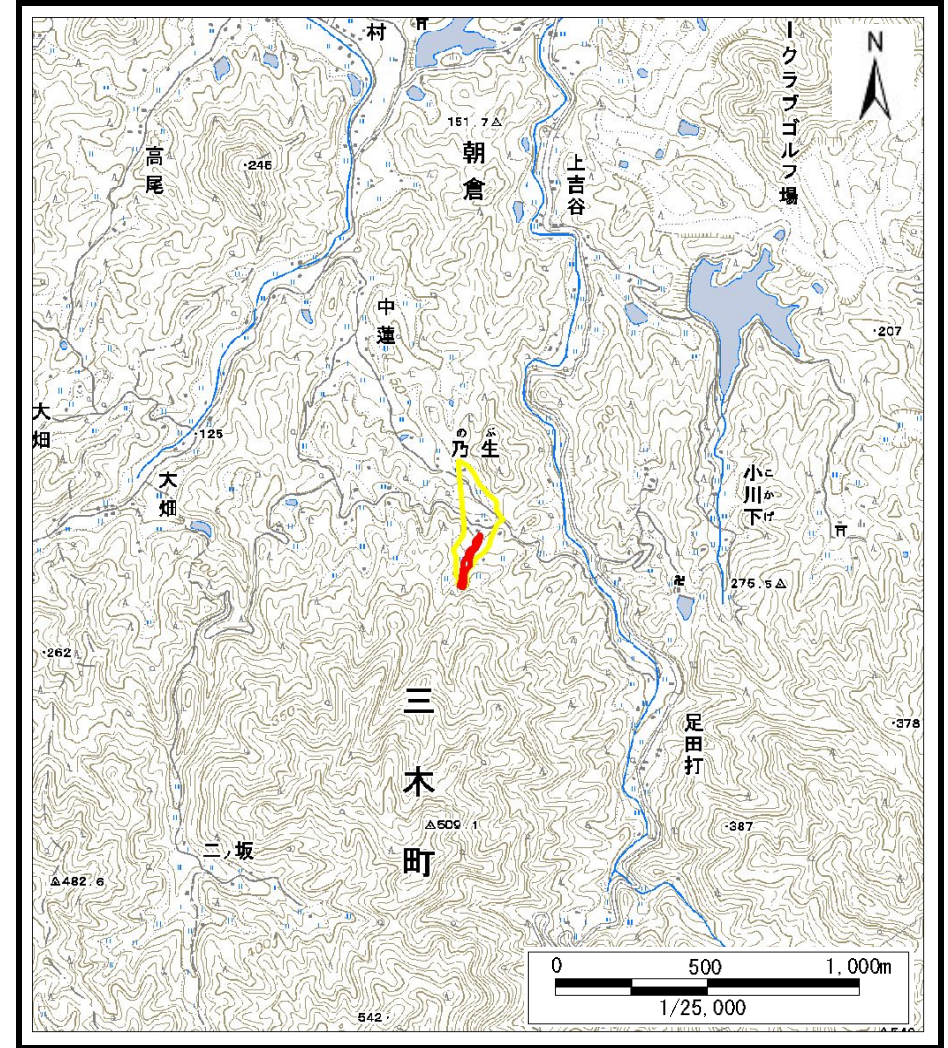 村
ークラブゴルフ場
N
151.7
朝倉
高尾
・245
上吉谷
中蓮
・207
大畑
・125
のぶ
乃生
大畑
小川下
こかげ
275.5
・262
三木町
足田打
・378
509.1
・387
二ノ坂
482.6
0 500 1,000m
1/25,000
542・